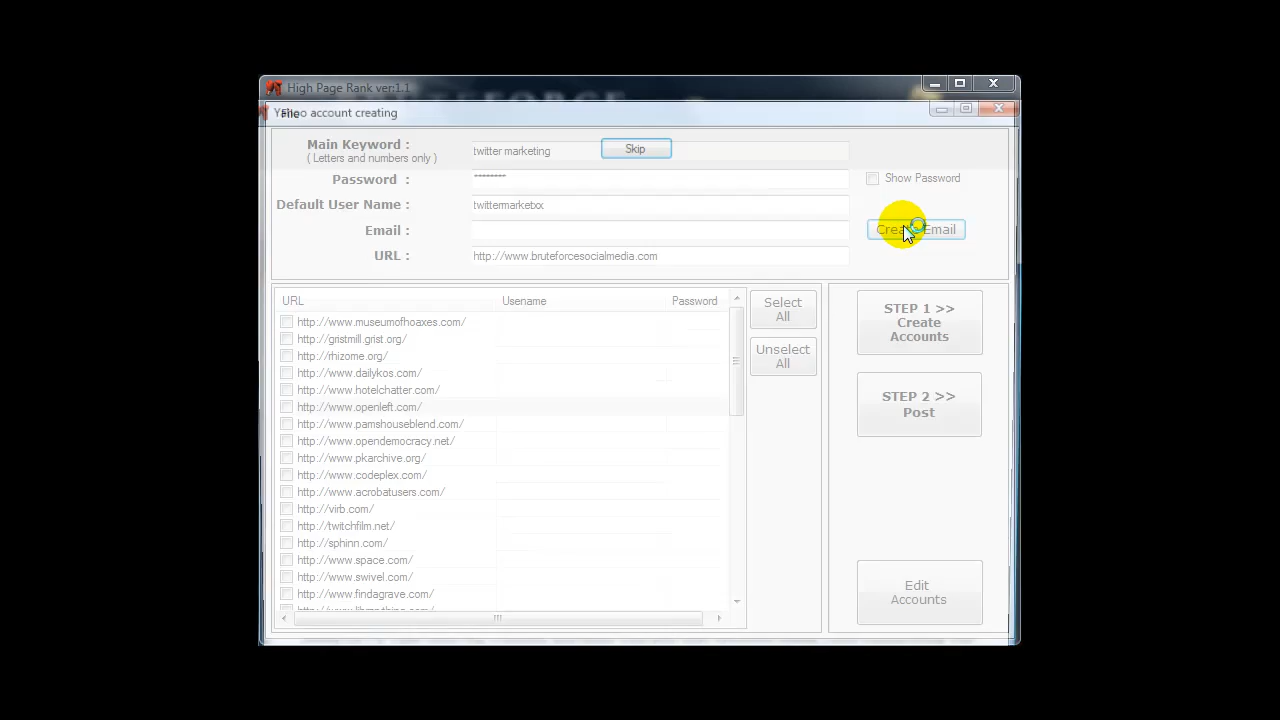 High Page Rank ver:1.1
Yahoo account creating
File
Main Keyword :
( Letters and numbers only )
twitter marketing
Skip
Password :
********
Show Password
Default User Name :
twittermarketxx
Email :
Create Email
URL :
http://www.bruteforcesocialmedia.com
URL Usename Password
http://www.museumofhoaxes.com/
http://gristmill.grist.org/
http://rhizome.org/
http://www.dailykos.com/
http://www.hotelchatter.com/
http://www.openleft.com/
http://www.pamshouseblend.com/
http://www.opendemocracy.net/
http://www.pkarchive.org/
http://www.codeplex.com/
http://www.acrobatusers.com/
http://virb.com/
http://twitchfilm.net/
http://sphinn.com/
http://www.space.com/
http://www.swivel.com/
http://www.findagrave.com/
Select
All
Unselect
All
STEP 1 >>
Create
Accounts
STEP 2 >>
Post
Edit
Accounts